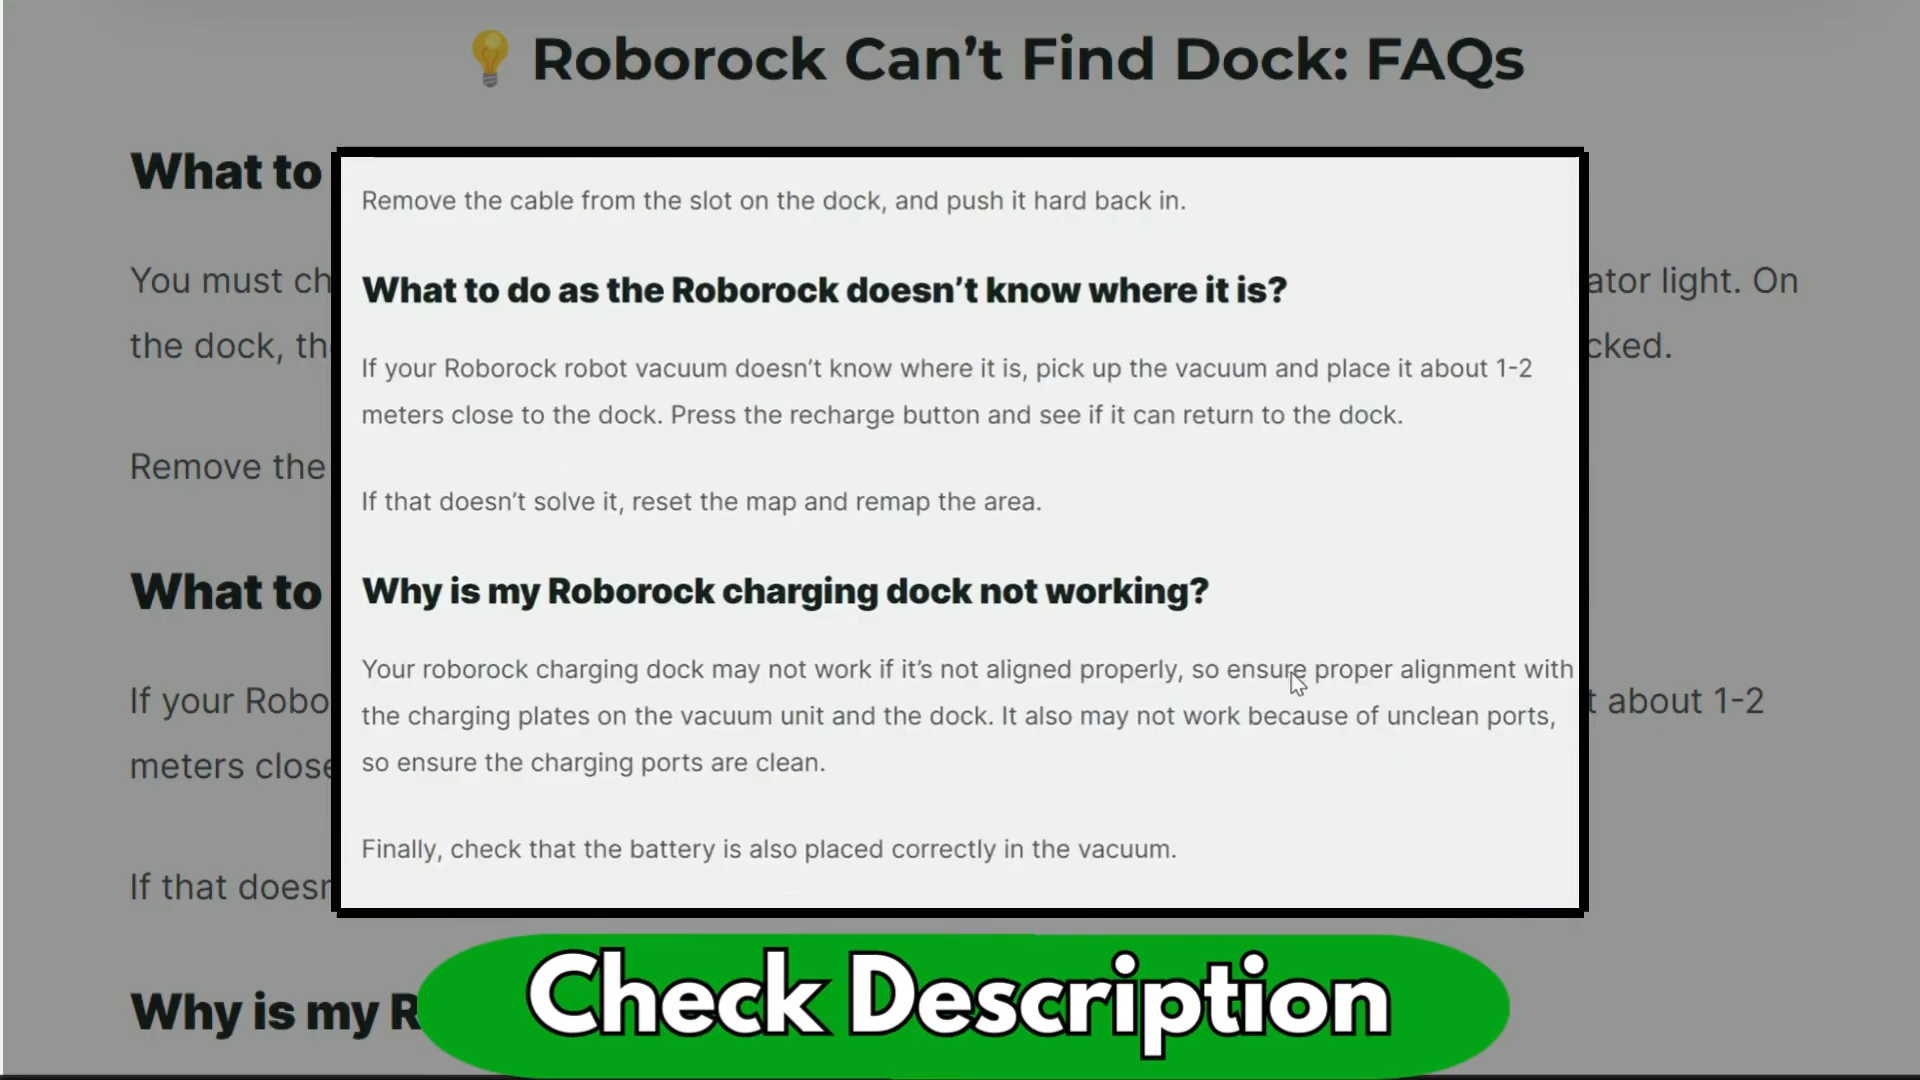 Roborock Can’t Find Dock: FAQs
What to
You must ch
ator light. On
the dock, th
cked.
Remove the
What to
If your Robo
t about 1-2
meters close
If that doesn
Why is my R
Remove the cable from the slot on the dock, and push it hard back in.
What to do as the Roborock doesn’t know where it is?
If your Roborock robot vacuum doesn’t know where it is, pick up the vacuum and place it about 1-2
meters close to the dock. Press the recharge button and see if it can return to the dock.
If that doesn’t solve it, reset the map and remap the area.
Why is my Roborock charging dock not working?
Your roborock charging dock may not work if it’s not aligned properly, so ensure proper alignment with
the charging plates on the vacuum unit and the dock. It also may not work because of unclean ports,
so ensure the charging ports are clean.
Finally, check that the battery is also placed correctly in the vacuum.
Check Description